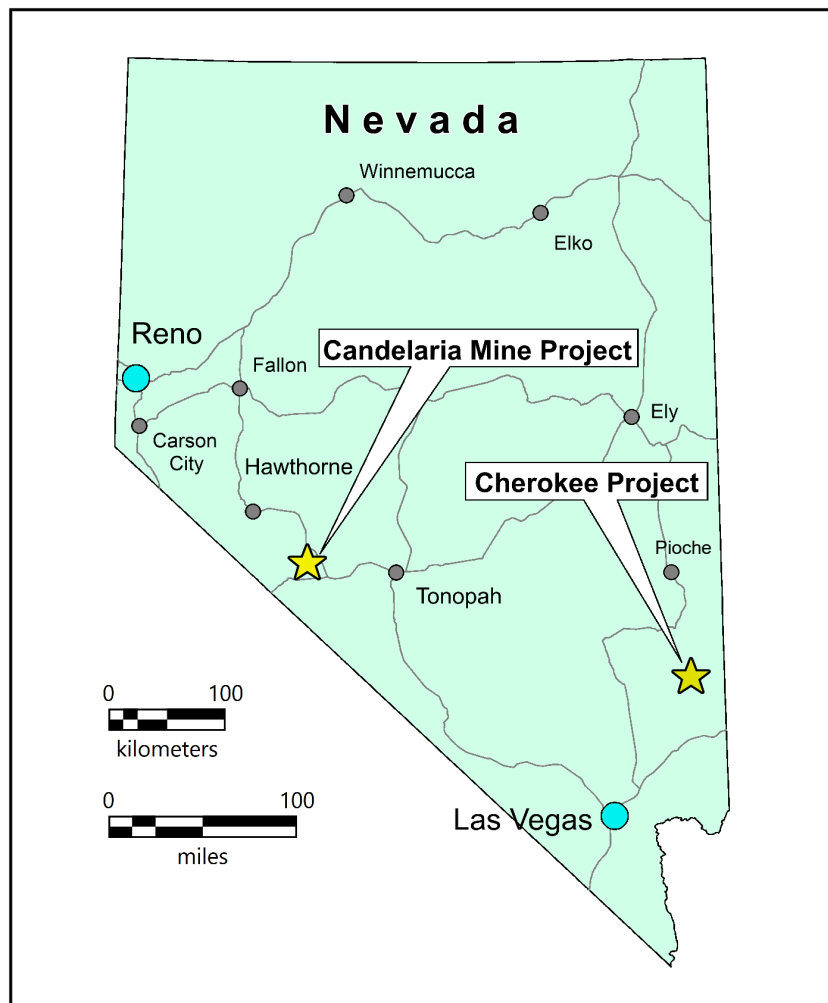 N e v a d a
Winnemucca
Elko
Reno
Candelaria Mine Project
Fallon
Ely
Carson
City
Hawthorne
Cherokee Project
Pioche
Tonopah
0 100
kilometers
0 100
miles
Las Vegas